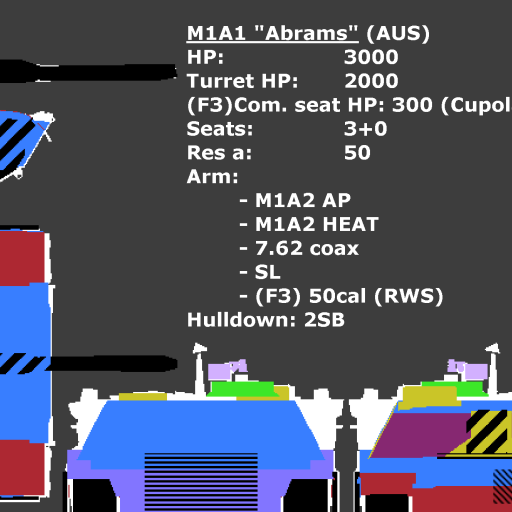 M1A1 "Abrams" (AUS)
HP: 3000
Turret HP: 2000
(F3)Com. seat HP: 300 (Cupol
Seats: 3+0
Res a: 50
Arm:
- M1A2 AP
- M1A2 HEAT
- 7.62 coax
- SL
- (F3) 50cal (RWS)
Hulldown: 2SB